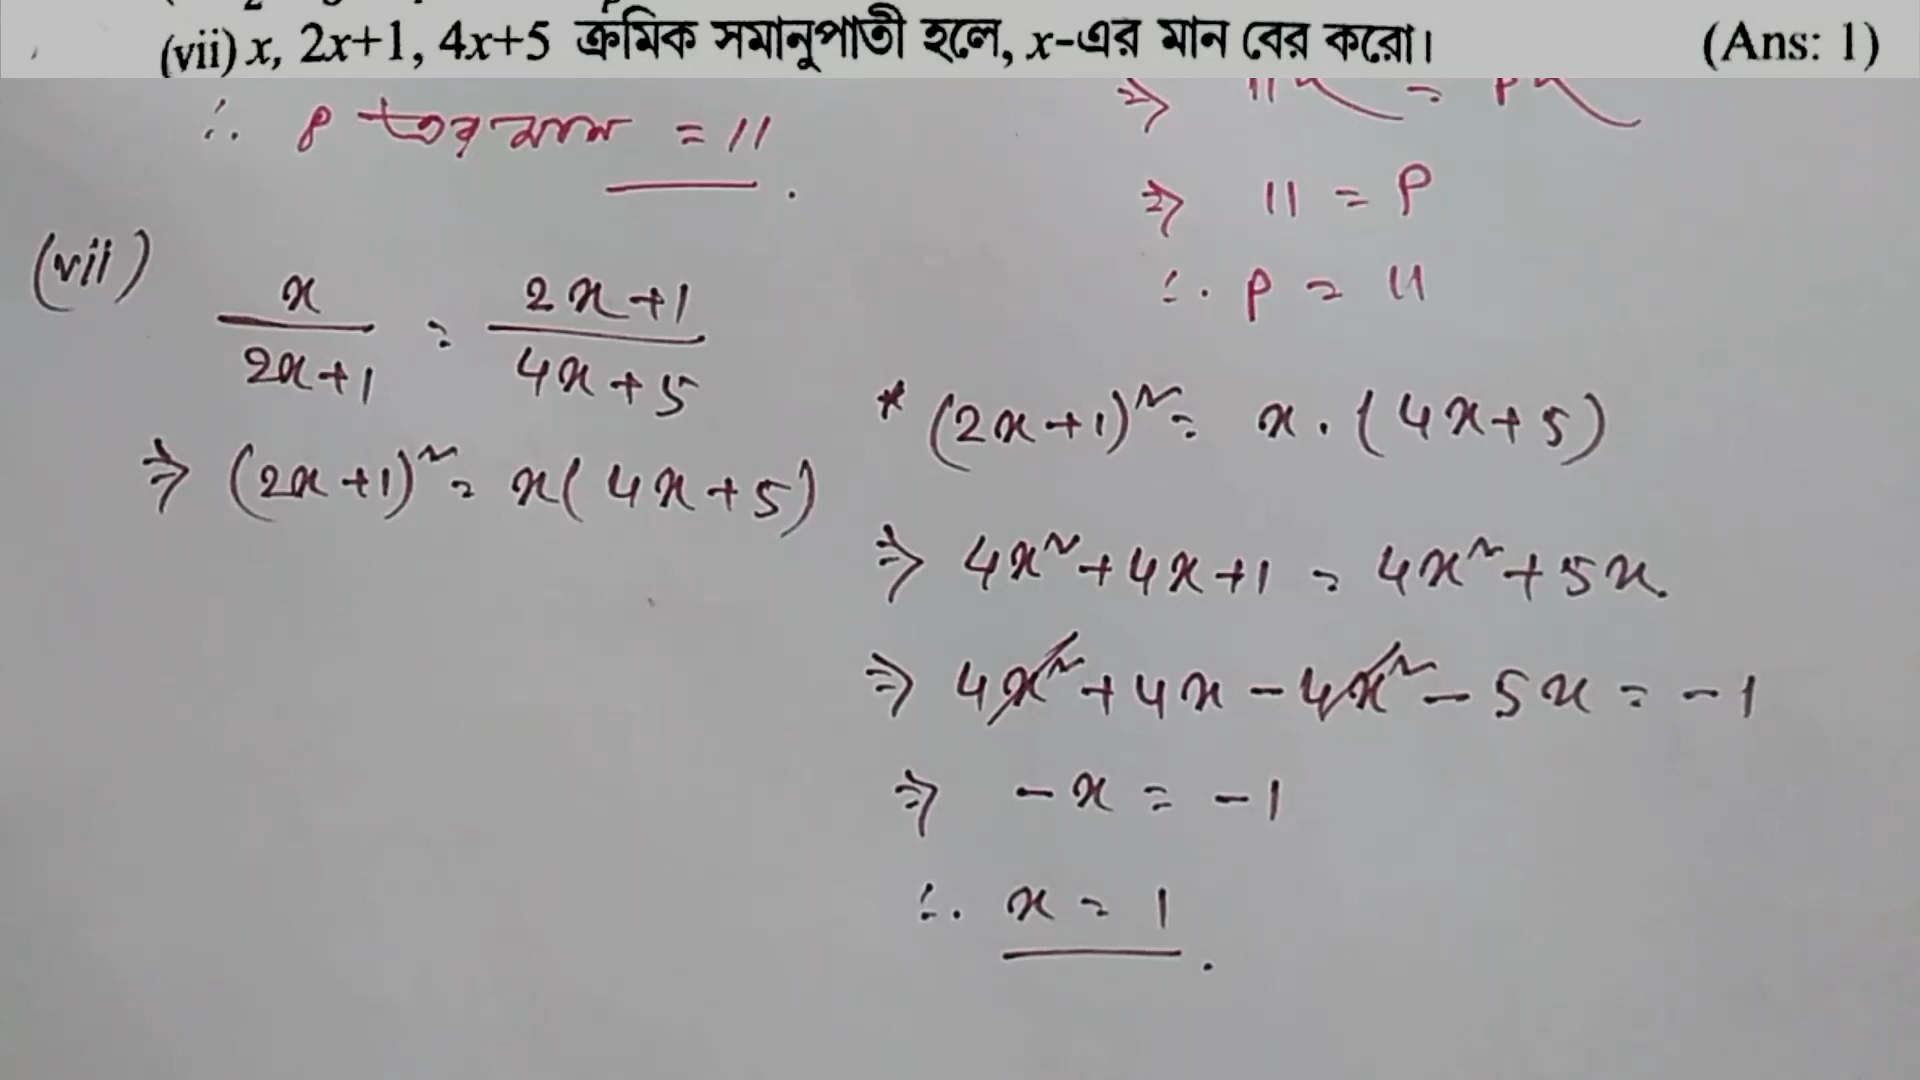 (vii) x, 2x+1, 4x+5 ক্রমিক সমানুপাতী হলে, x-এর মান বের করো। (Ans: 1)
∴ P এর মান = 11
⇒ 11x = Px
⇒ 11 = P
∴ P = 11
(vii) x/(2x+1) = (2x+1)/(4x+5)
⇒ (2x+1)² = x(4x+5)
* (2x+1)² = x.(4x+5)
⇒ 4x²+4x+1 = 4x²+5x.
⇒ 4x²+4x-4x²-5x = -1
⇒ -x = -1
∴ x = 1.